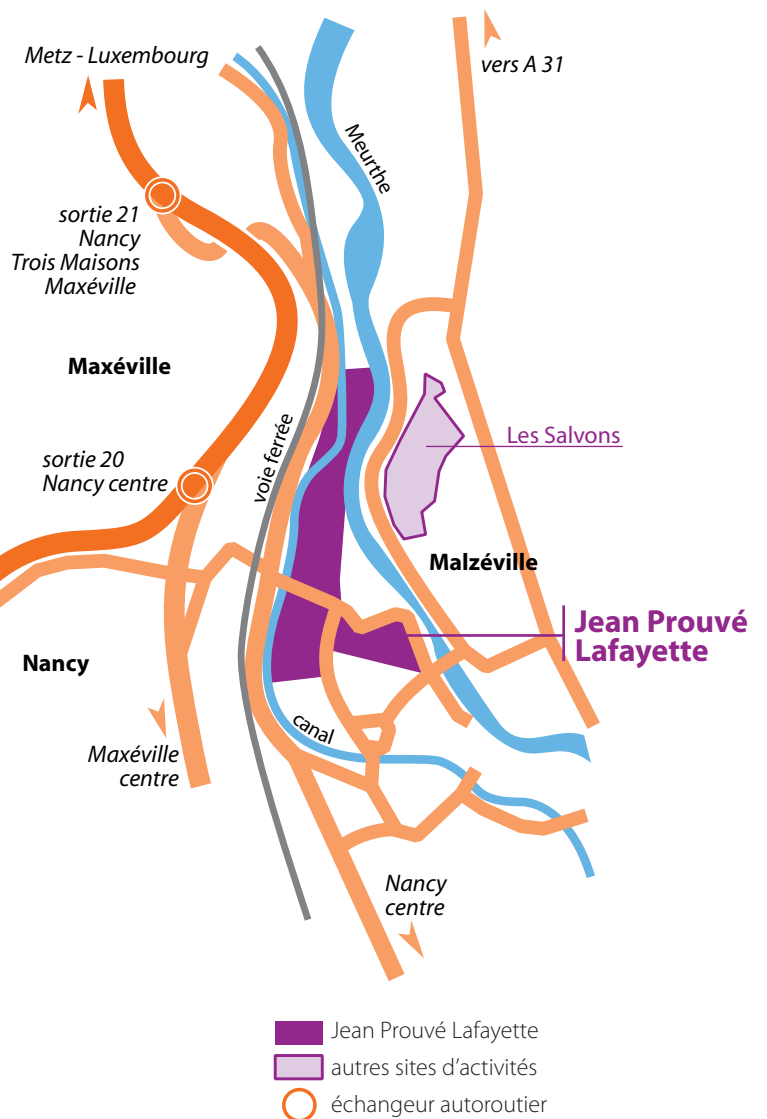 Metz - Luxembourg
vers A 31
Meurthe
sortie 21
Nancy
Trois Maisons
Maxéville
Maxéville
Les Salvons
voie ferrée
sortie 20
Nancy centre
Malzéville
Jean Prouvé
Lafayette
Nancy
canal
Maxéville
centre
Nancy
centre
Jean Prouvé Lafayette
autres sites d'activités
échangeur autoroutier